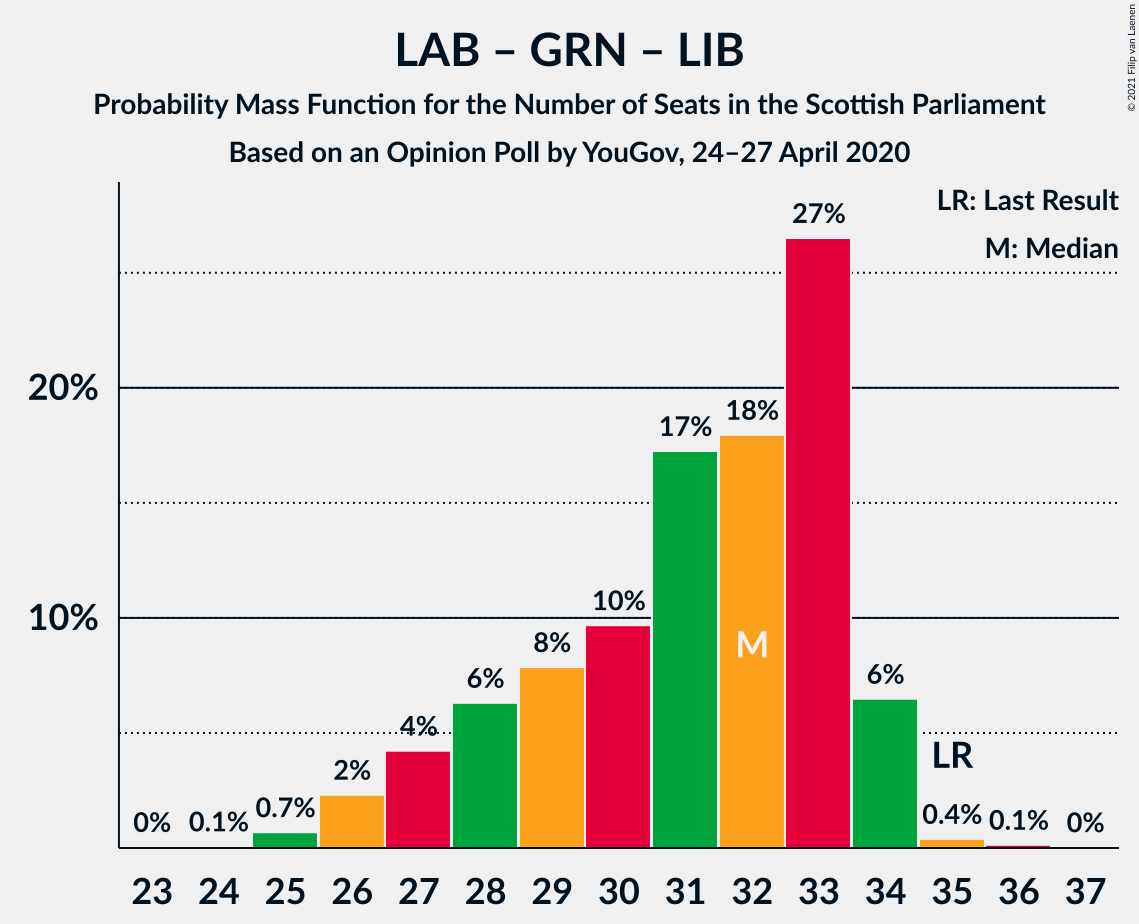 LAB – GRN – LIB
Probability Mass Function for the Number of Seats in the Scottish Parliament
Based on an Opinion Poll by YouGov, 24–27 April 2020
© 2021 Filip van Laenen
LR: Last Result
M: Median
20%
10%
0%
0.1%
0.7%
2%
4%
6%
8%
10%
17%
18%
27%
6%
0.4%
0.1%
0%
M
LR
23 24 25 26 27 28 29 30 31 32 33 34 35 36 37